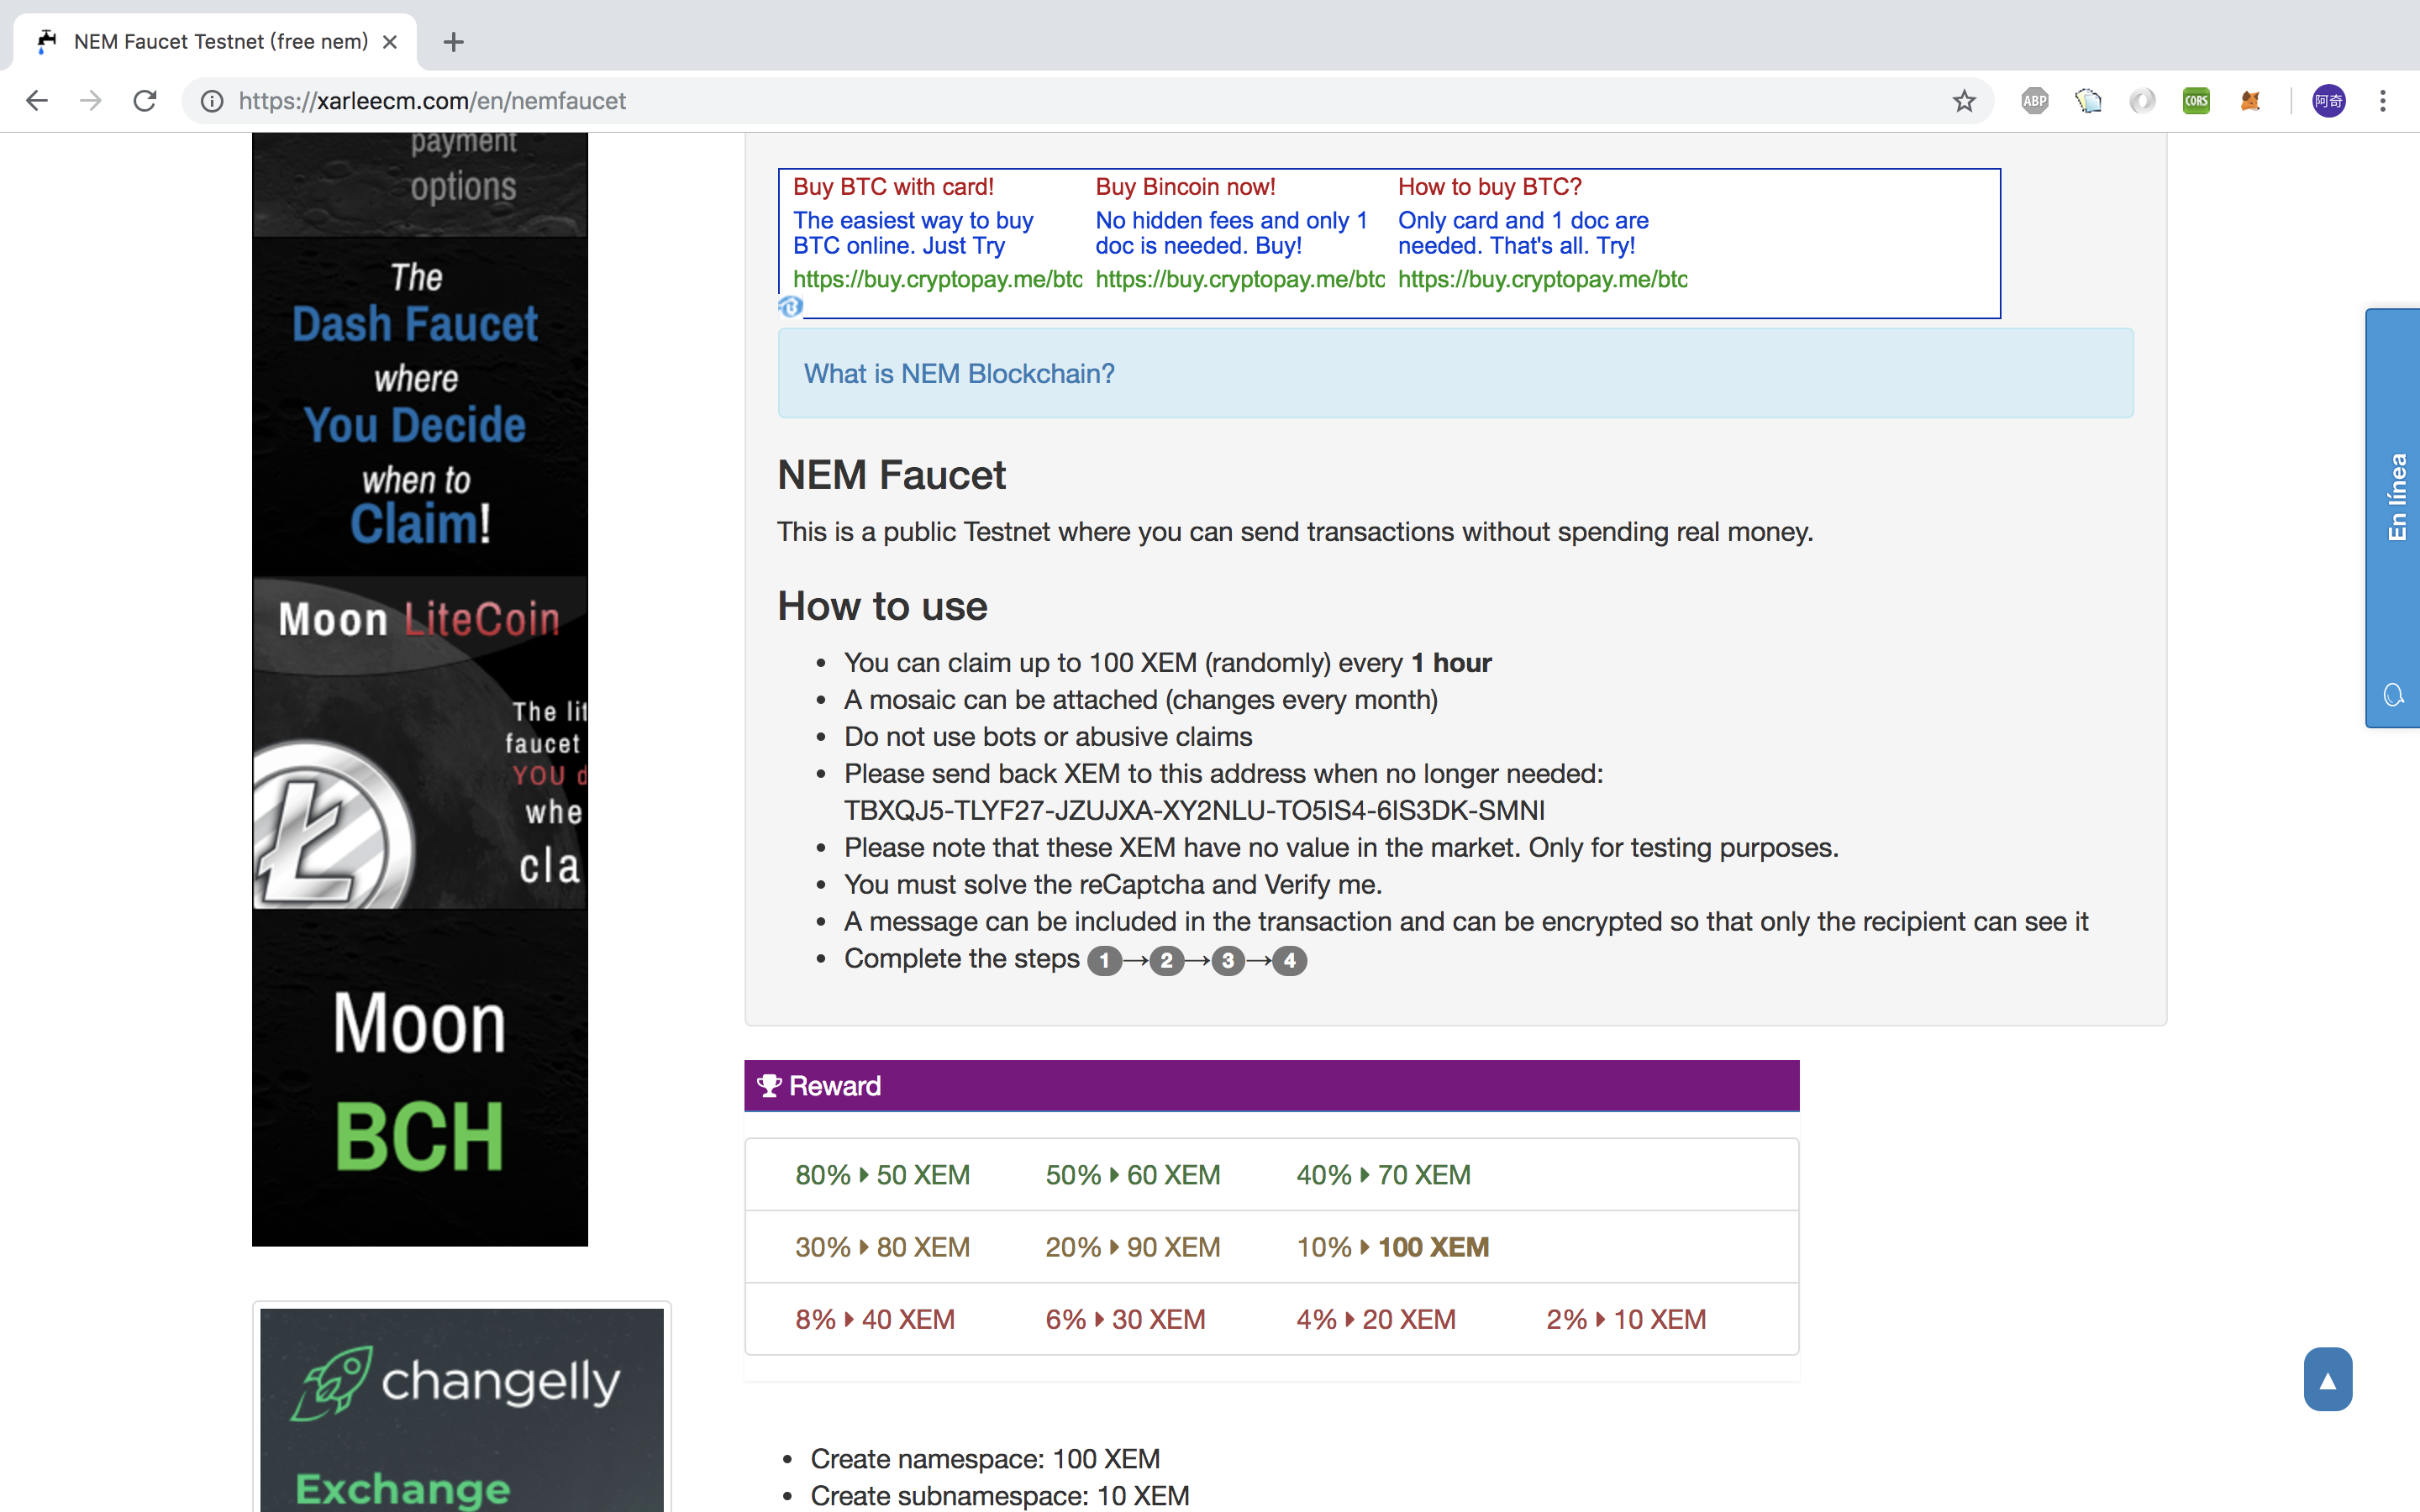 NEM Faucet Testnet (free nem)
https://xarleecm.com/en/nemfaucet
ABP
CORS
阿奇
payment
options
The
Dash Faucet
where
You Decide
when to
Claim!
Moon LiteCoin
The lit
faucet
YOU d
whe
cla
Moon
BCH
changelly
Exchange
Buy BTC with card!
The easiest way to buy
BTC online. Just Try
https://buy.cryptopay.me/btc
Buy Bincoin now!
No hidden fees and only 1
doc is needed. Buy!
https://buy.cryptopay.me/btc
How to buy BTC?
Only card and 1 doc are
needed. That's all. Try!
https://buy.cryptopay.me/btc
What is NEM Blockchain?
NEM Faucet
This is a public Testnet where you can send transactions without spending real money.
How to use
• You can claim up to 100 XEM (randomly) every 1 hour
• A mosaic can be attached (changes every month)
• Do not use bots or abusive claims
• Please send back XEM to this address when no longer needed:
TBXQJ5-TLYF27-JZUJXA-XY2NLU-TO5IS4-6IS3DK-SMNI
• Please note that these XEM have no value in the market. Only for testing purposes.
• You must solve the reCaptcha and Verify me.
• A message can be included in the transaction and can be encrypted so that only the recipient can see it
• Complete the steps 1→2→3→4
Reward
80% 50 XEM 50% 60 XEM 40% 70 XEM
30% 80 XEM 20% 90 XEM 10% 100 XEM
8% 40 XEM 6% 30 XEM 4% 20 XEM 2% 10 XEM
• Create namespace: 100 XEM
• Create subnamespace: 10 XEM
En línea